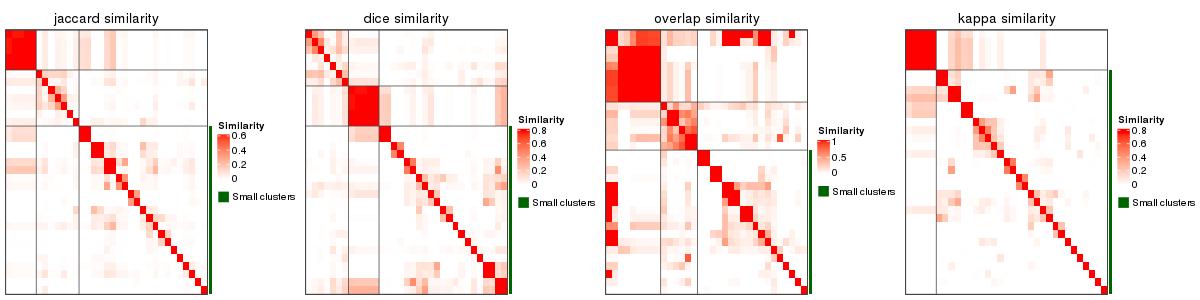 jaccard similarity
Similarity
0.6
0.4
0.2
0
Small clusters
dice similarity
Similarity
0.8
0.6
0.4
0.2
0
Small clusters
overlap similarity
Similarity
1
0.5
0
Small clusters
kappa similarity
Similarity
0.8
0.6
0.4
0.2
0
Small clusters